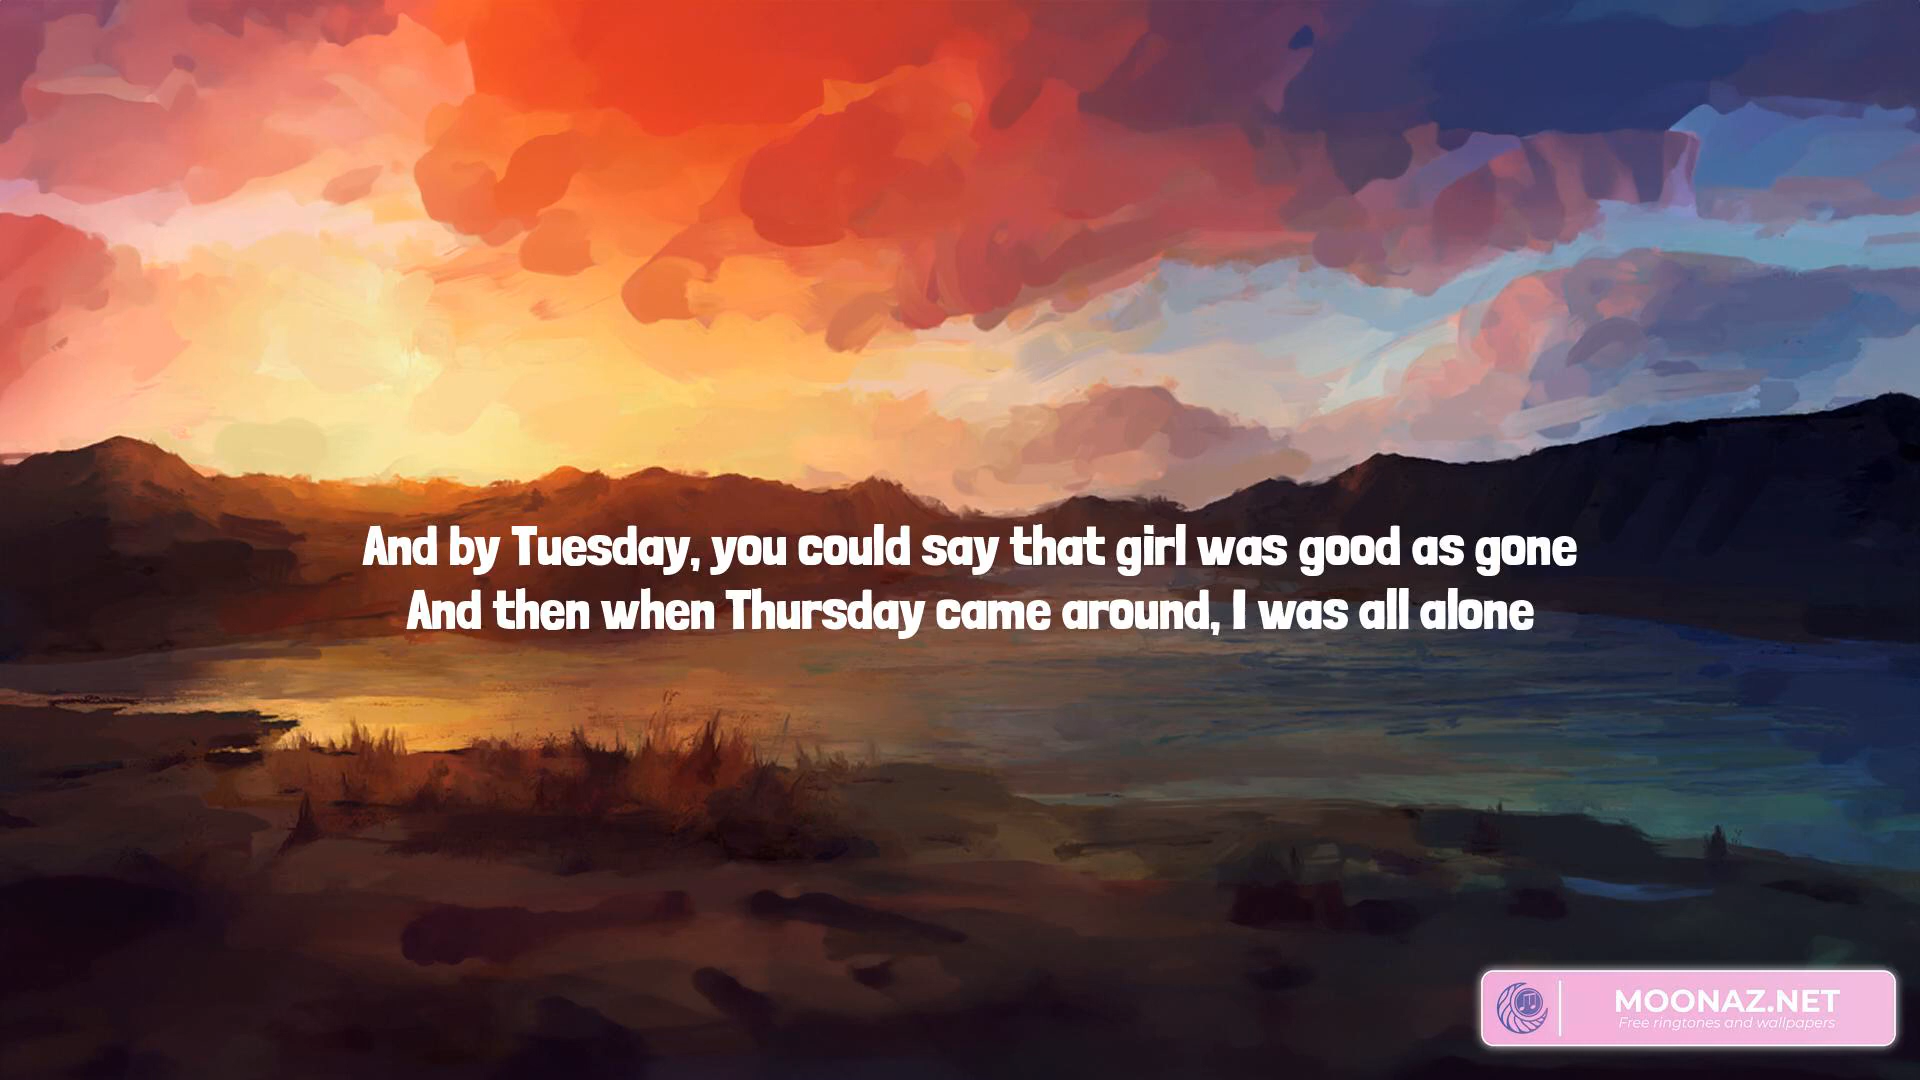 And by Tuesday, you could say that girl was good as gone
And then when Thursday came around, I was all alone
MOONAZ.NET
Free ringtones and wallpapers